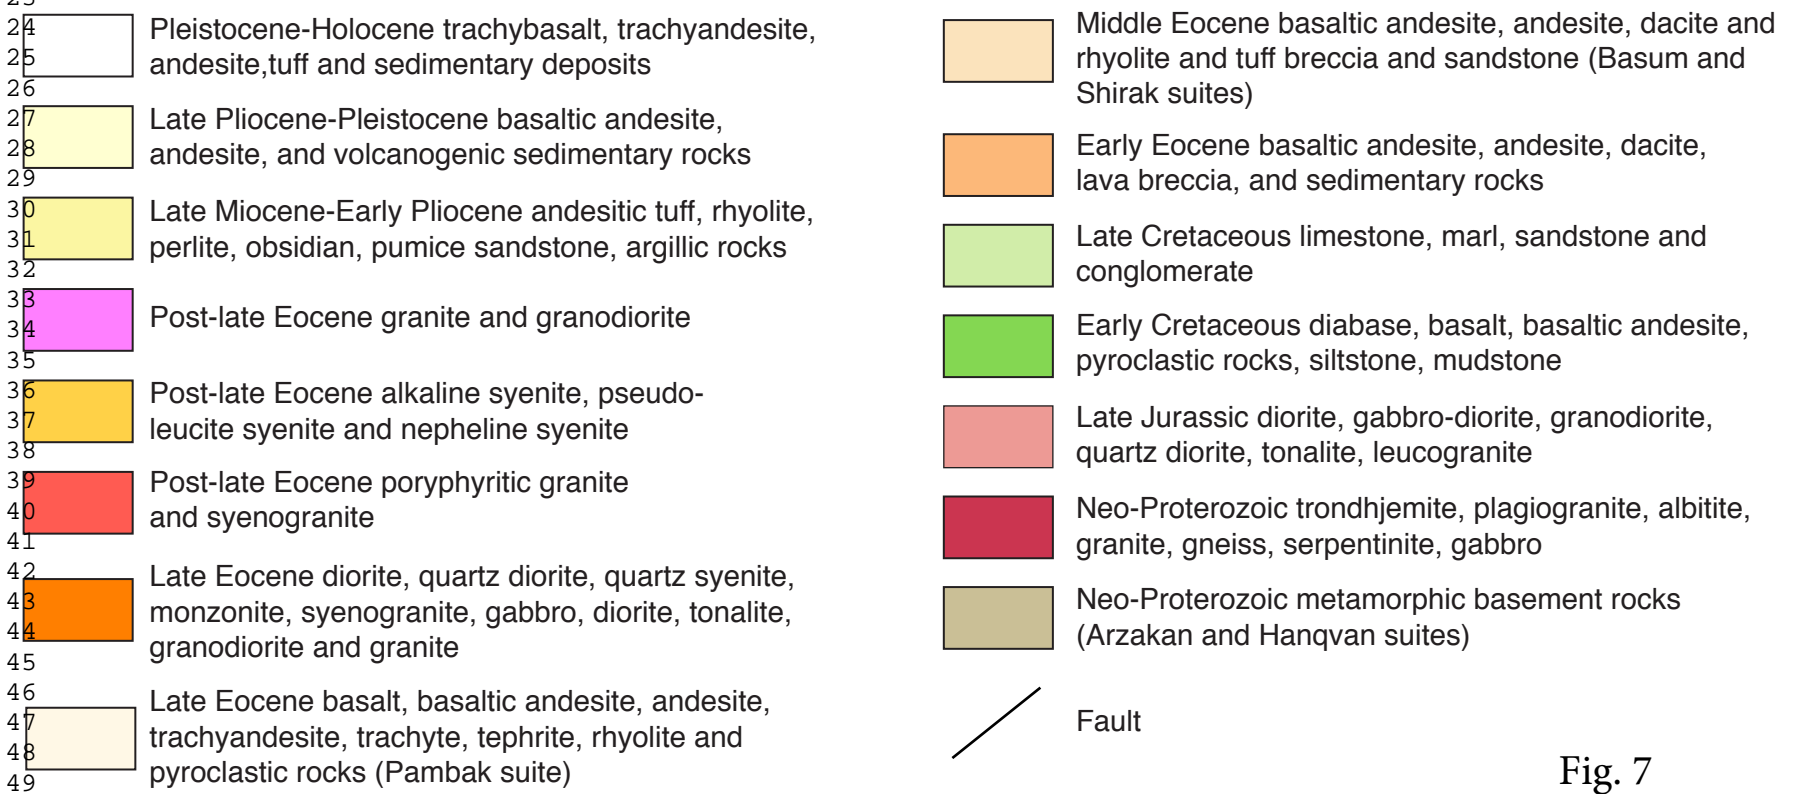 23
24
25
26
27
28
29
30
31
32
33
34
35
36
37
38
39
40
41
42
43
44
45
46
47
48
49
Pleistocene-Holocene trachybasalt, trachyandesite,
andesite,tuff and sedimentary deposits
Late Pliocene-Pleistocene basaltic andesite,
andesite, and volcanogenic sedimentary rocks
Late Miocene-Early Pliocene andesitic tuff, rhyolite,
perlite, obsidian, pumice sandstone, argillic rocks
Post-late Eocene granite and granodiorite
Post-late Eocene alkaline syenite, pseudo-
leucite syenite and nepheline syenite
Post-late Eocene poryphyritic granite
and syenogranite
Late Eocene diorite, quartz diorite, quartz syenite,
monzonite, syenogranite, gabbro, diorite, tonalite,
granodiorite and granite
Late Eocene basalt, basaltic andesite, andesite,
trachyandesite, trachyte, tephrite, rhyolite and
pyroclastic rocks (Pambak suite)
Middle Eocene basaltic andesite, andesite, dacite and
rhyolite and tuff breccia and sandstone (Basum and
Shirak suites)
Early Eocene basaltic andesite, andesite, dacite,
lava breccia, and sedimentary rocks
Late Cretaceous limestone, marl, sandstone and
conglomerate
Early Cretaceous diabase, basalt, basaltic andesite,
pyroclastic rocks, siltstone, mudstone
Late Jurassic diorite, gabbro-diorite, granodiorite,
quartz diorite, tonalite, leucogranite
Neo-Proterozoic trondhjemite, plagiogranite, albitite,
granite, gneiss, serpentinite, gabbro
Neo-Proterozoic metamorphic basement rocks
(Arzakan and Hanqvan suites)
Fault
Fig. 7